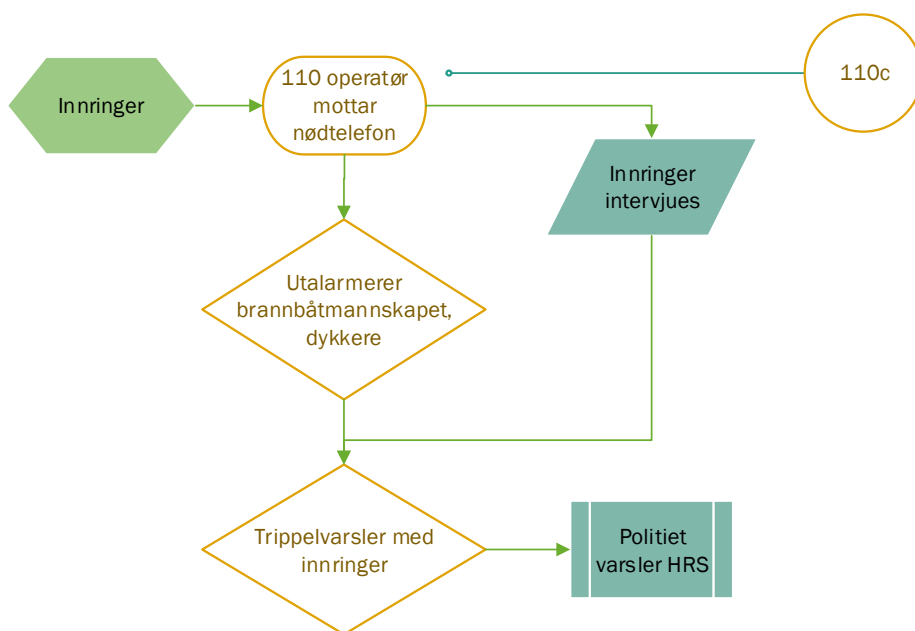 Innringer
110 operatør
mottar
nødtelefon
110c
Innringer
intervjues
Utalarmerer
brannbåtmannskapet,
dykkere
Trippelvarsler med
innringer
Politiet
varsler HRS